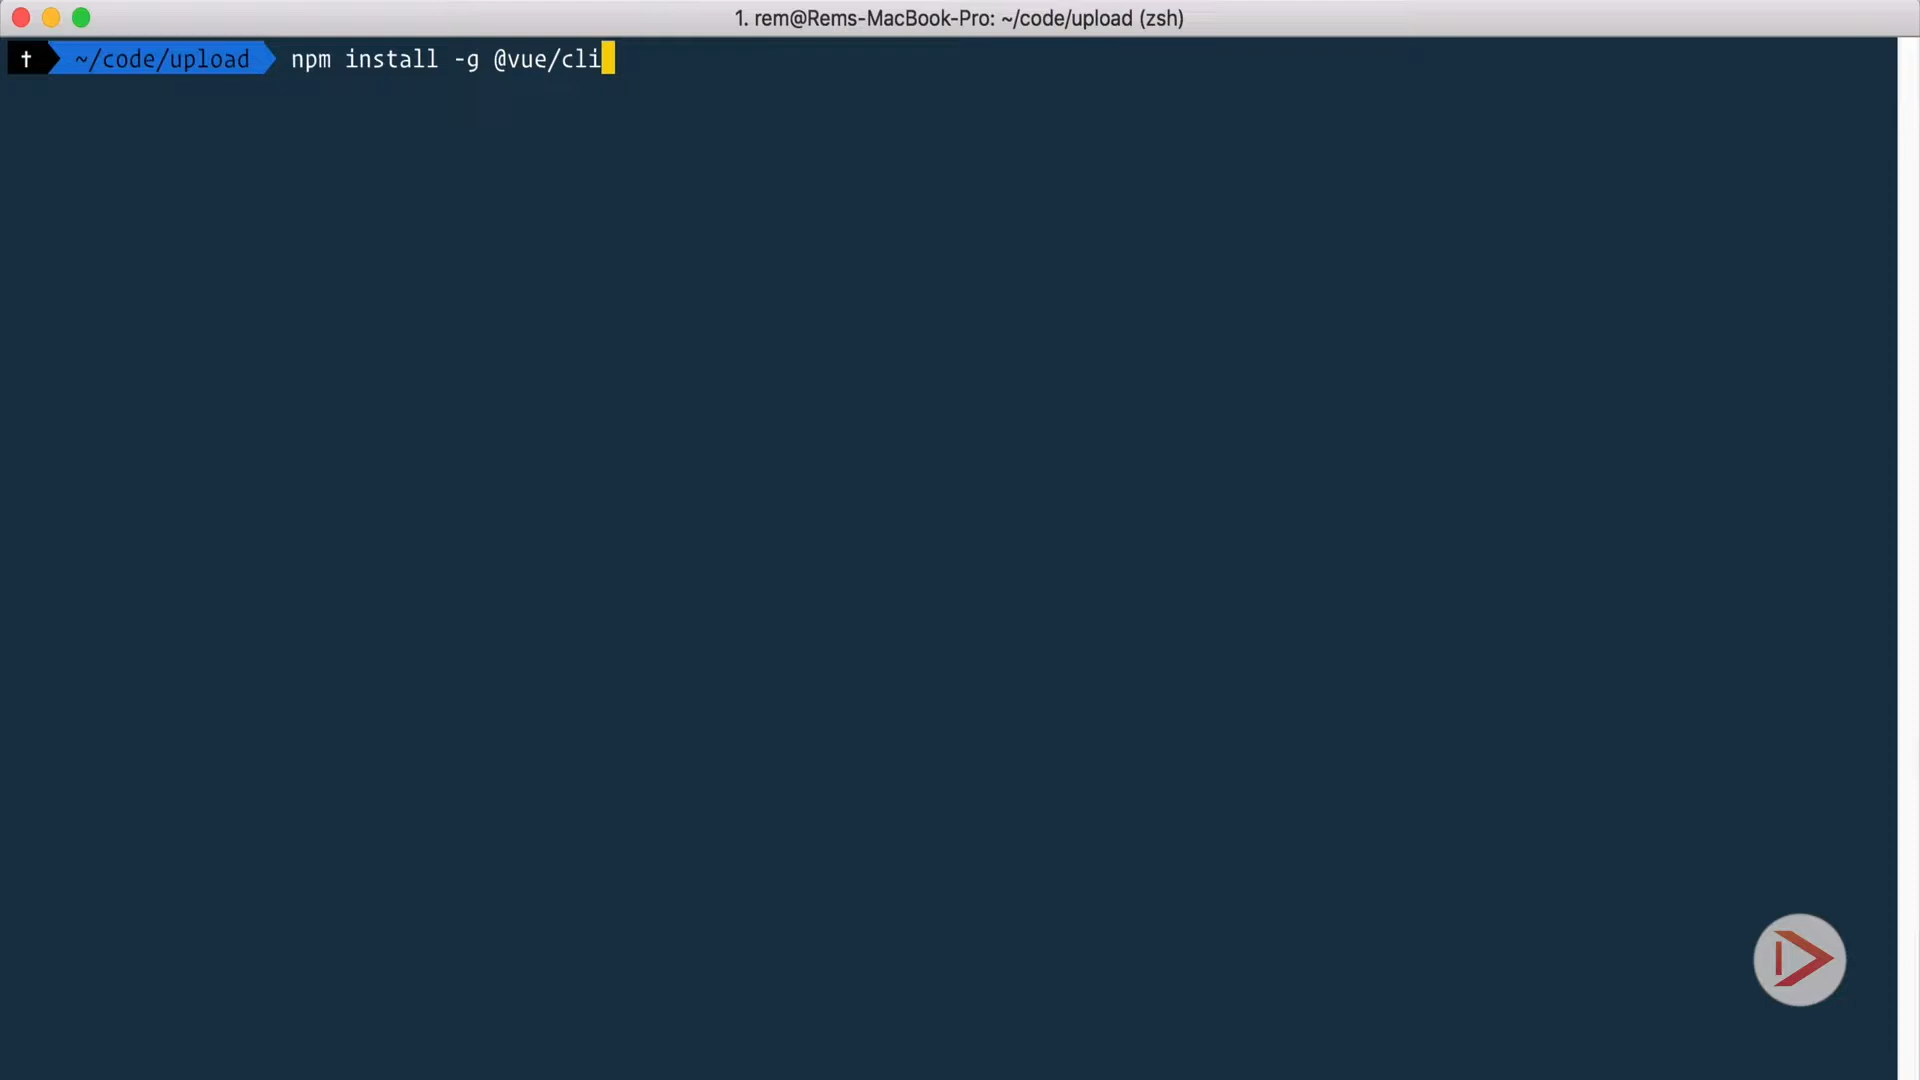 1. rem@Rems-MacBook-Pro: ~/code/upload (zsh)
† ~/code/upload npm install -g @vue/cli